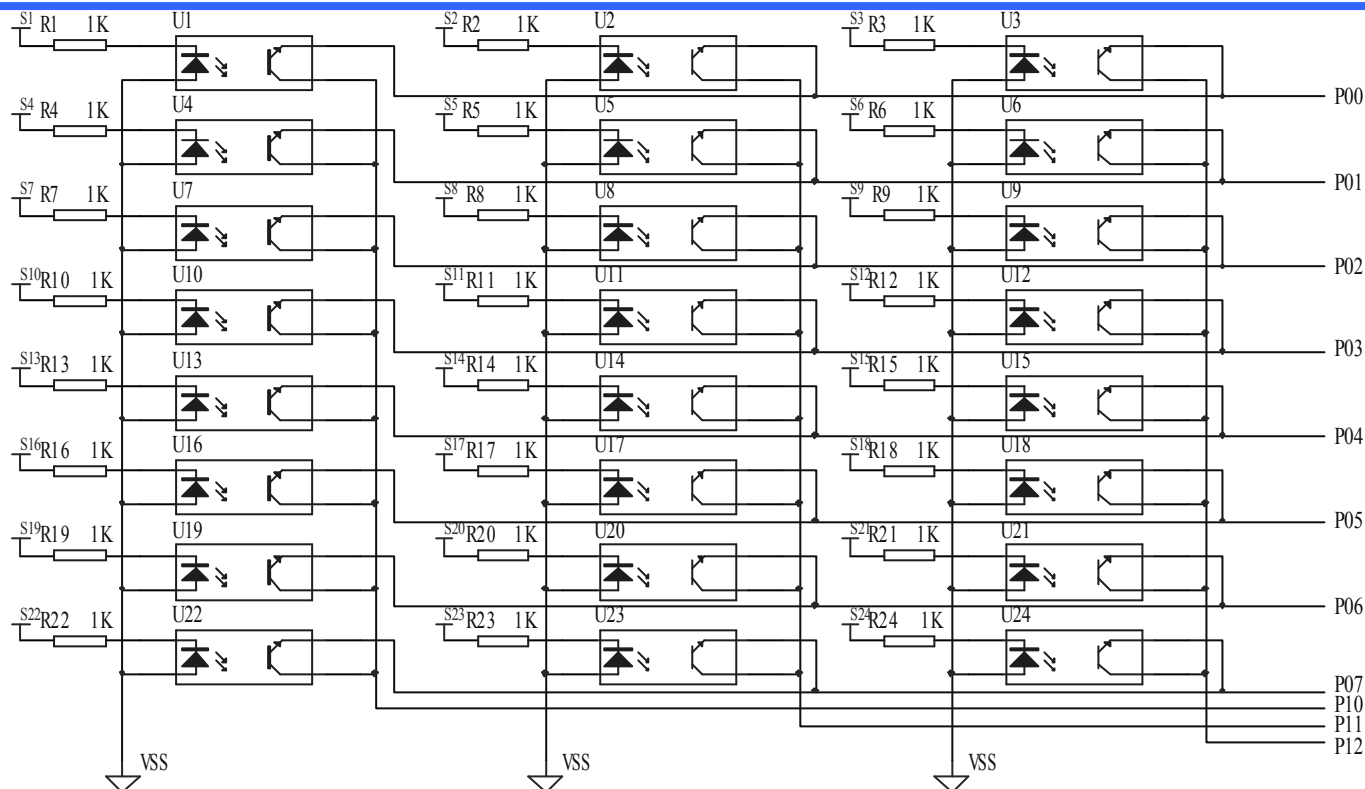 S1 R1 1K U1 S2 R2 1K U2 S3 R3 1K U3
P00
S4 R4 1K U4 S5 R5 1K U5 S6 R6 1K U6
P01
S7 R7 1K U7 S8 R8 1K U8 S9 R9 1K U9
P02
S10 R10 1K U10 S11 R11 1K U11 S12 R12 1K U12
P03
S13 R13 1K U13 S14 R14 1K U14 S15 R15 1K U15
P04
S16 R16 1K U16 S17 R17 1K U17 S18 R18 1K U18
P05
S19 R19 1K U19 S20 R20 1K U20 S21 R21 1K U21
P06
S22 R22 1K U22 S23 R23 1K U23 S24 R24 1K U24
P07
P10
P11
P12
VSS VSS VSS